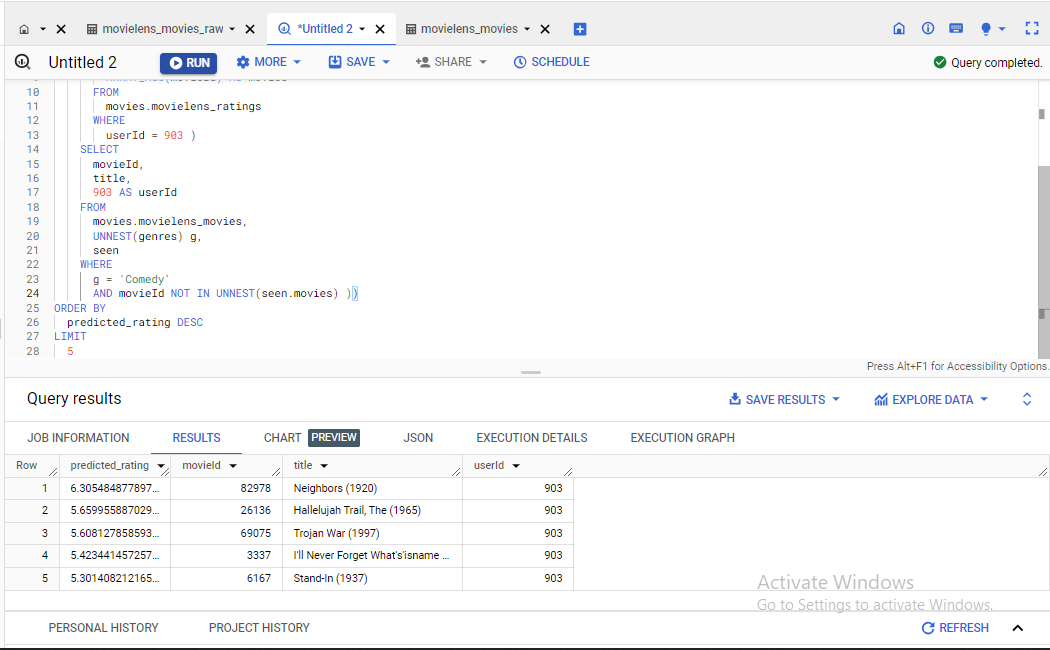 movielens_movies_raw *Untitled 2 movielens_movies
Untitled 2 RUN MORE SAVE SHARE SCHEDULE Query completed.
10 FROM
11 movies.movielens_ratings
12 WHERE
13 userId = 903 )
14 SELECT
15 movieId,
16 title,
17 903 AS userId
18 FROM
19 movies.movielens_movies,
20 UNNEST(genres) g,
21 seen
22 WHERE
23 g = 'Comedy'
24 AND movieId NOT IN UNNEST(seen.movies) ))
25 ORDER BY
26 predicted_rating DESC
27 LIMIT
28 5
Press Alt+F1 for Accessibility Options.
Query results SAVE RESULTS EXPLORE DATA
JOB INFORMATION RESULTS CHART PREVIEW JSON EXECUTION DETAILS EXECUTION GRAPH
Row predicted_rating movieId title userId
1 6.305484877897... 82978 Neighbors (1920) 903
2 5.659955887029... 26136 Hallelujah Trail, The (1965) 903
3 5.608127858593... 69075 Trojan War (1997) 903
4 5.423441457257... 3337 I'll Never Forget What's'isname ... 903
5 5.301408212165... 6167 Stand-In (1937) 903
Activate Windows
Go to Settings to activate Windows.
PERSONAL HISTORY PROJECT HISTORY REFRESH